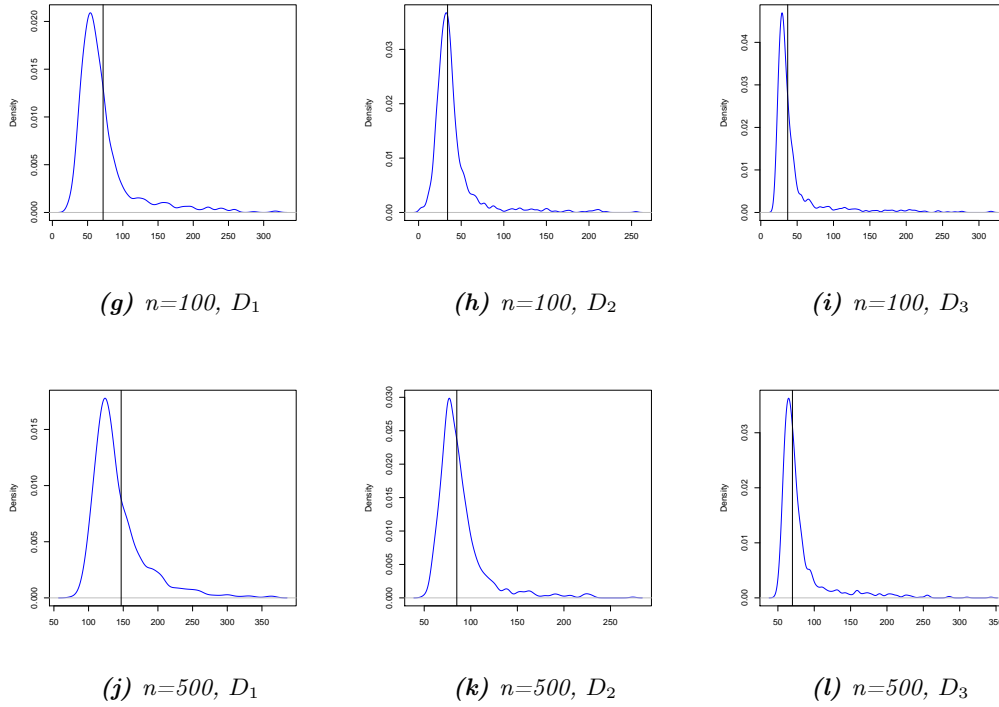 Density
0.000 0.005 0.010 0.015 0.020
0 50 100 150 200 250 300
Density
0.00 0.01 0.02 0.03
0 50 100 150 200 250
Density
0.00 0.01 0.02 0.03 0.04
0 50 100 150 200 250 300
(g) n=100, D₁
(h) n=100, D₂
(i) n=100, D₃
Density
0.000 0.005 0.010 0.015
50 100 150 200 250 300 350
Density
0.000 0.005 0.010 0.015 0.020 0.025 0.030
50 100 150 200 250
Density
0.00 0.01 0.02 0.03
50 100 150 200 250 300 350
(j) n=500, D₁
(k) n=500, D₂
(l) n=500, D₃